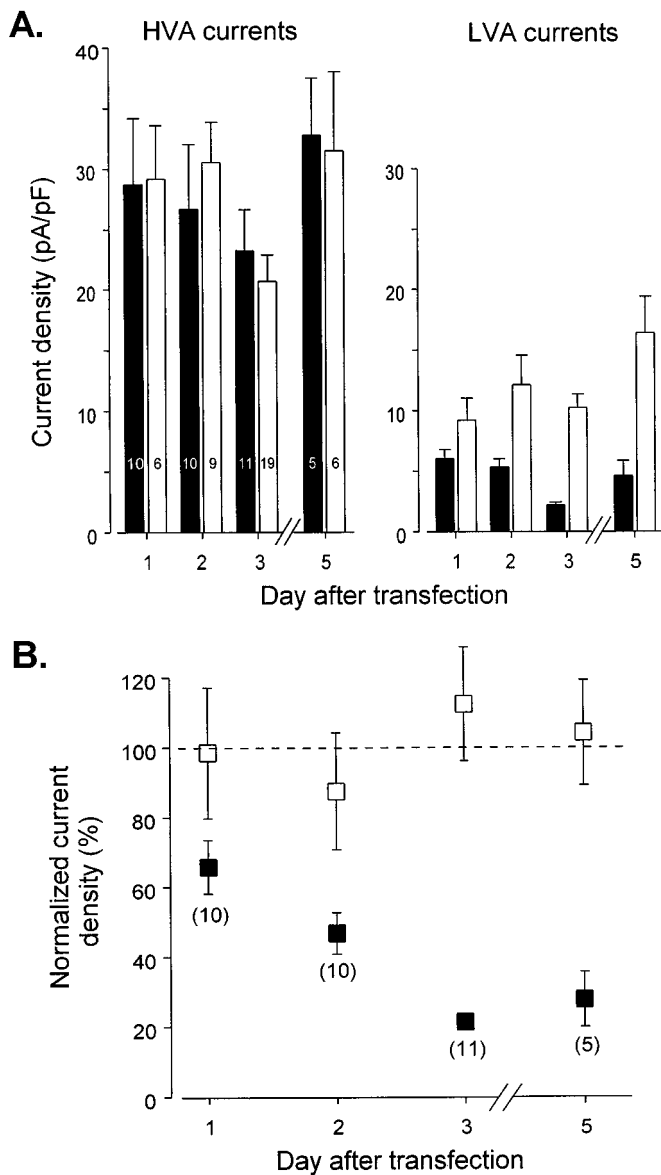 A.
HVA currents
LVA currents
Current density (pA/pF)
40
30
20
10
0
10 6 10 9 11 19 5 6
1 2 3 5
30
20
10
0
1 2 3 5
Day after transfection
B.
Normalized current
density (%)
120
100
80
60
40
20
0
(10)
(10)
(11)
(5)
1 2 3 5
Day after transfection